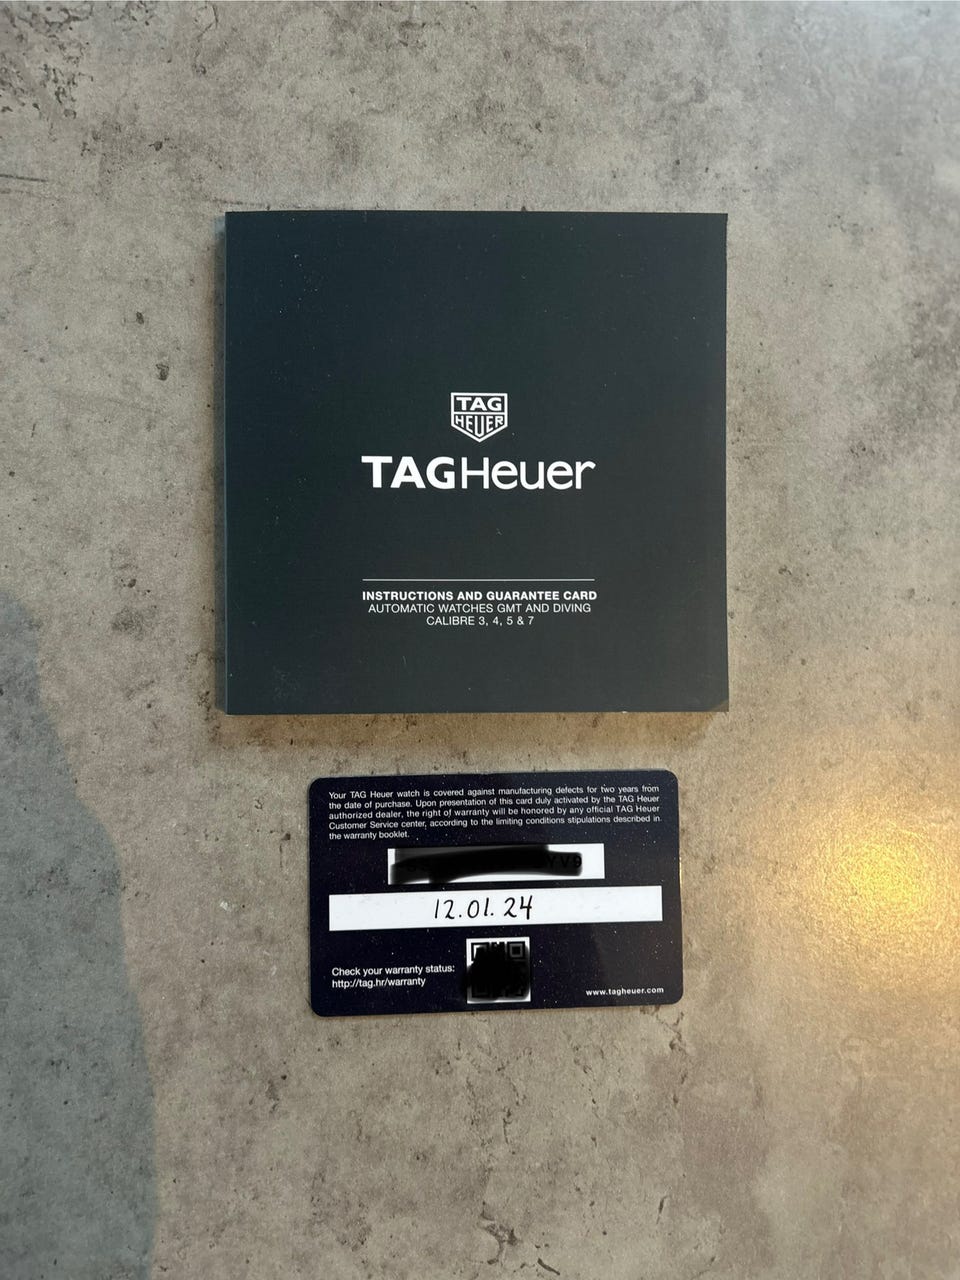 TAG
HEUER
TAGHeuer
INSTRUCTIONS AND GUARANTEE CARD
AUTOMATIC WATCHES GMT AND DIVING
CALIBRE 3, 4, 5 & 7
Your TAG Heuer watch is covered against manufacturing defects for two years from
the date of purchase. Upon presentation of this card duly activated by the TAG Heuer
authorized dealer, the right of warranty will be honored by any official TAG Heuer
Customer Service center, according to the limiting conditions stipulations described in
the warranty booklet.
12.01.24
Check your warranty status:
http://tag.hr/warranty
www.tagheuer.com